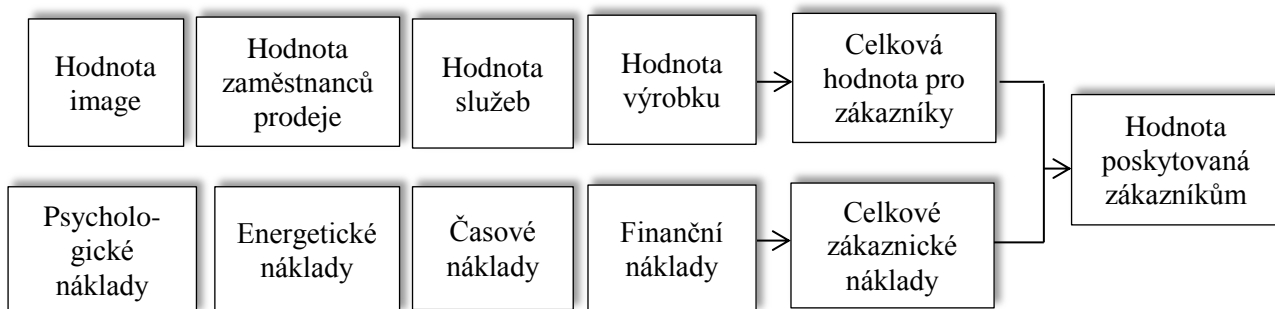 Hodnota
image
Hodnota
zaměstnanců
prodeje
Hodnota
služeb
Hodnota
výrobku
Celková
hodnota pro
zákazníky
Hodnota
poskytovaná
zákazníkům
Psycholo-
gické
náklady
Energetické
náklady
Časové
náklady
Finanční
náklady
Celkové
zákaznické
náklady